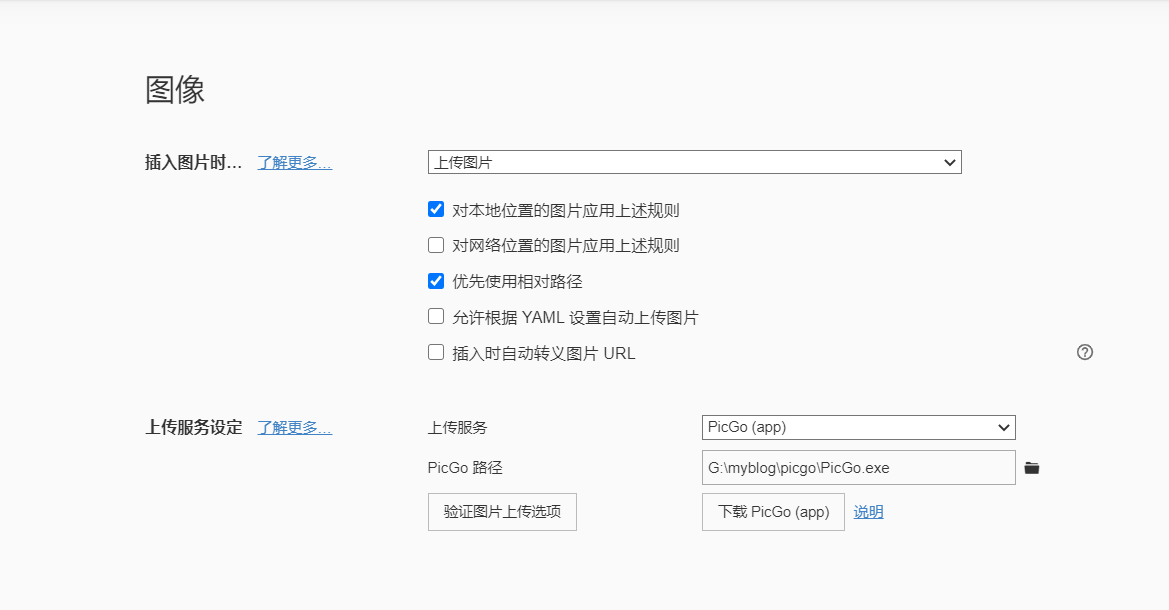 图像
插入图片时... 了解更多... 上传图片
对本地位置的图片应用上述规则
对网络位置的图片应用上述规则
优先使用相对路径
允许根据 YAML 设置自动上传图片
插入时自动转义图片 URL
上传服务设定 了解更多... 上传服务 PicGo (app)
PicGo 路径 G:\myblog\picgo\PicGo.exe
验证图片上传选项 下载 PicGo (app) 说明